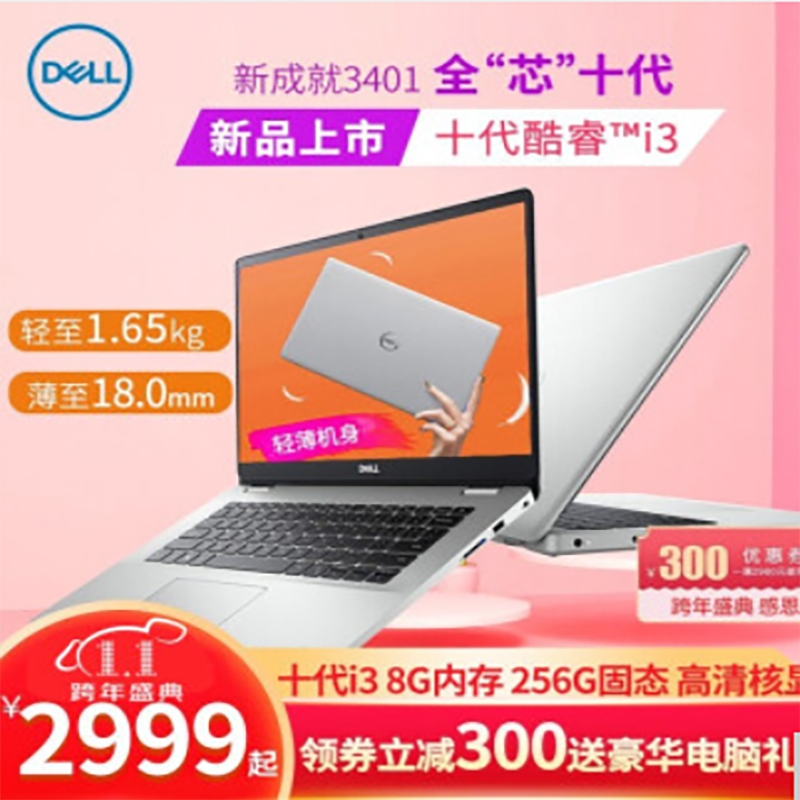 DELL
新成就3401 全“芯”十代
新品上市 十代酷睿™i3
轻至1.65kg
薄至18.0mm
轻薄机身
DELL
¥300 优惠券
跨年盛典 感恩
1.1
跨年盛典
¥2999起
十代i3 8G内存 256G固态 高清核显
领券立减300送豪华电脑礼